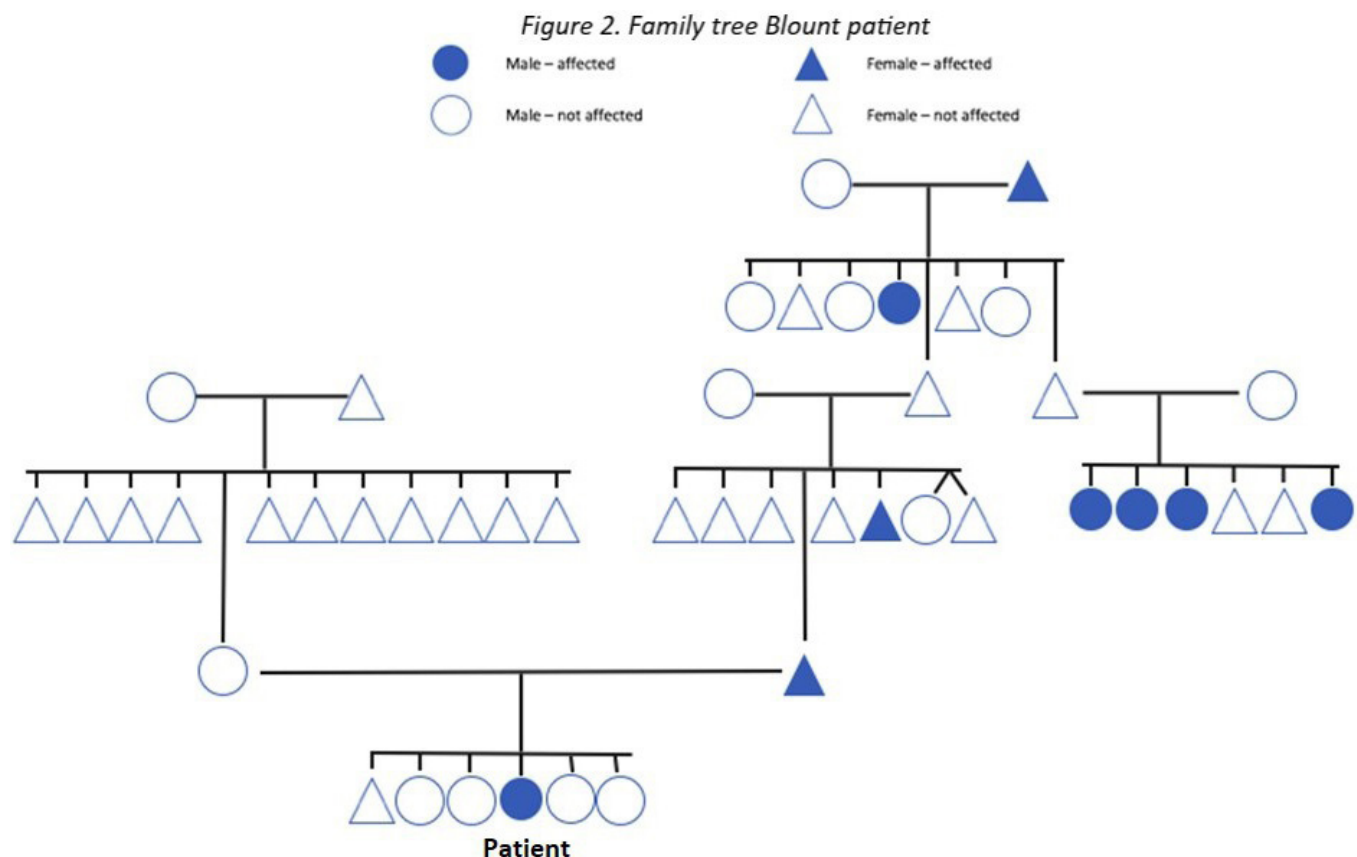 Figure 2. Family tree Blount patient
Male – affected
Female – affected
Male – not affected
Female – not affected
Patient